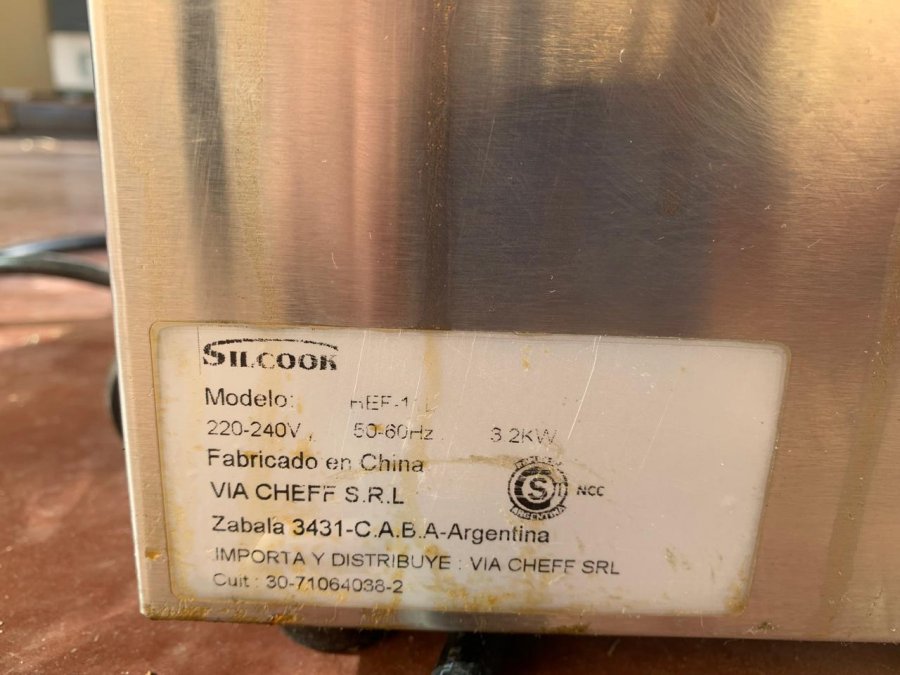 SILCOOK
Modelo:
220-240V, 50-60Hz 3.2KW
Fabricado en China
VIA CHEFF S.R.L
S NCC
ARGENTINA
Zabala 3431-C.A.B.A-Argentina
IMPORTA Y DISTRIBUYE : VIA CHEFF SRL
Cuit : 30-71064038-2